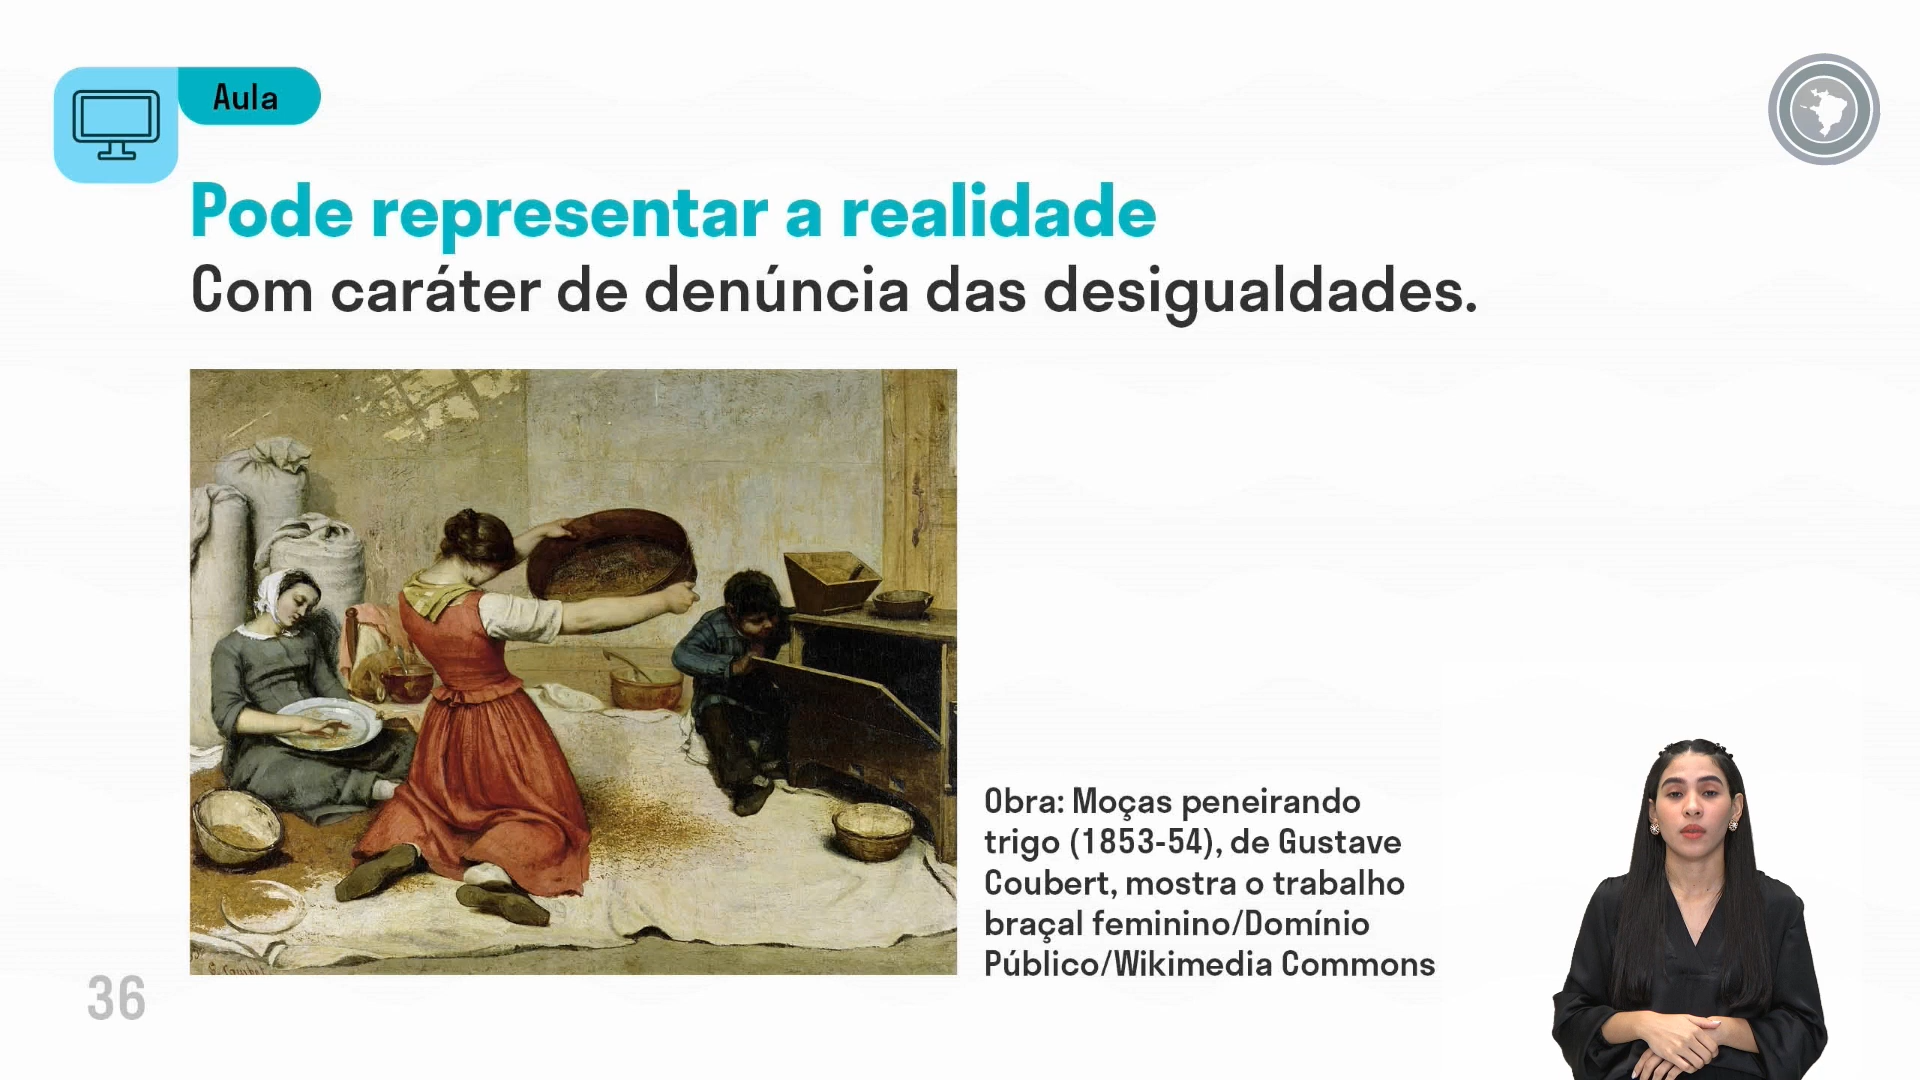 Aula
Pode representar a realidade
Com caráter de denúncia das desigualdades.
Obra: Moças peneirando
trigo (1853-54), de Gustave
Coubert, mostra o trabalho
braçal feminino/Domínio
Público/Wikimedia Commons
36